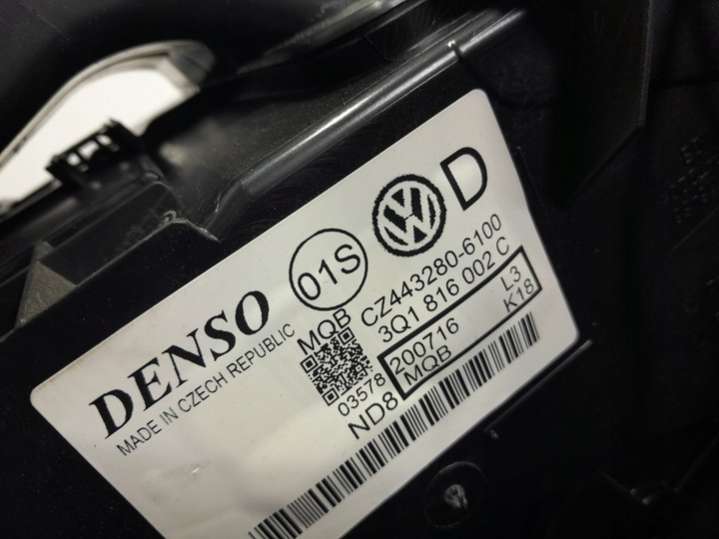 DENSO
MADE IN CZECH REPUBLIC
01S
D
MQB
CZ443280-6100
3Q1 816 002 C
03578
200716
L3
MQB
K18
ND8